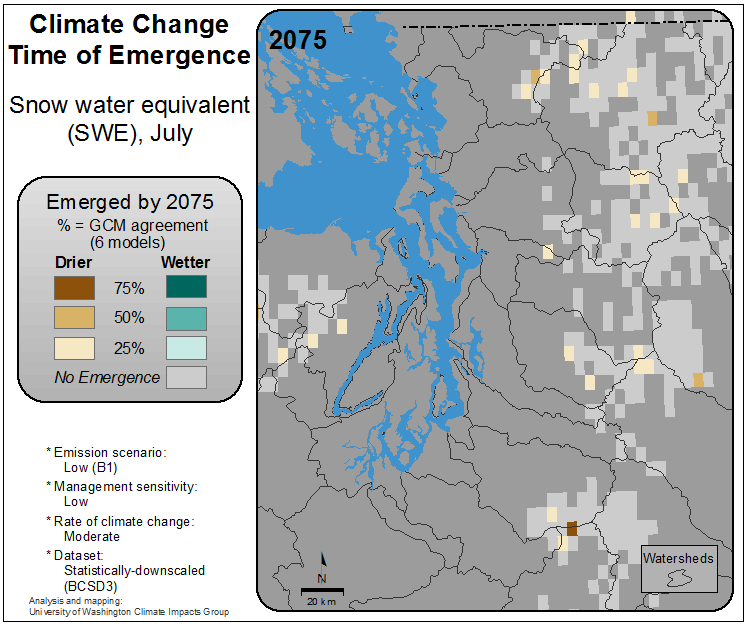 Climate Change
Time of Emergence
Snow water equivalent
(SWE), July
Emerged by 2075
% = GCM agreement
(6 models)
Drier Wetter
75%
50%
25%
No Emergence
* Emission scenario:
Low (B1)
* Management sensitivity:
Low
* Rate of climate change:
Moderate
* Dataset:
Statistically-downscaled
(BCSD3)
Analysis and mapping:
University of Washington Climate Impacts Group
2075
N
20 km
Watersheds